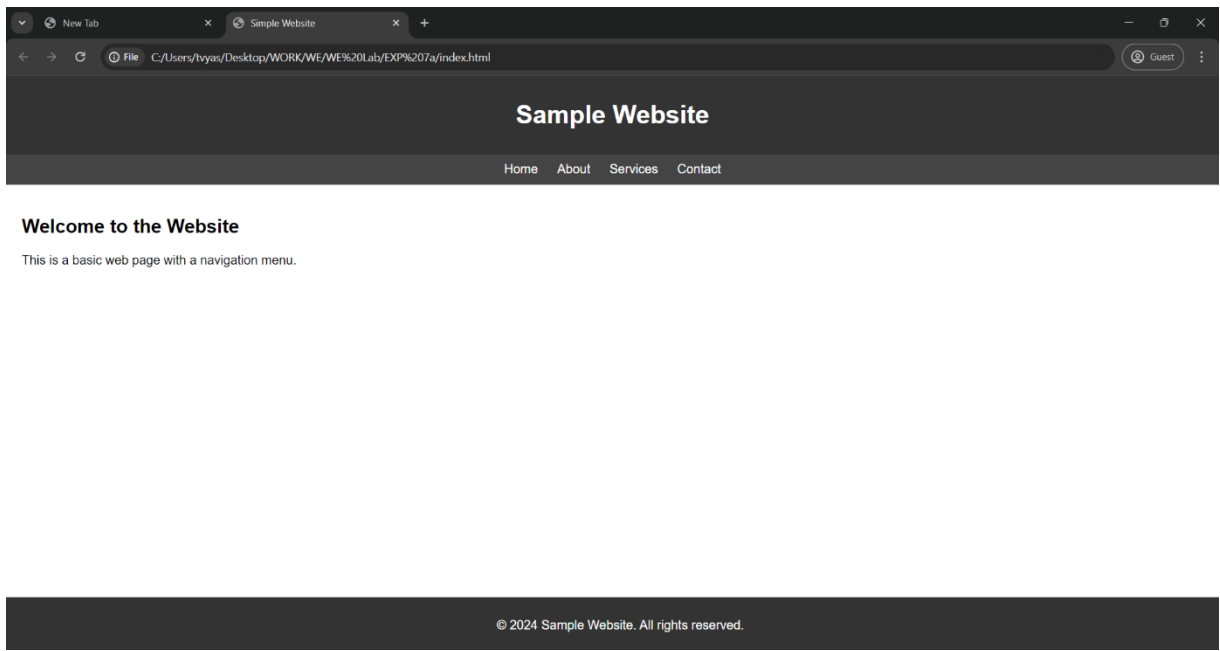 New Tab
Simple Website
File C:/Users/tvyas/Desktop/WORK/WE/WE%20Lab/EXP%207a/index.html
Guest
Sample Website
Home About Services Contact
Welcome to the Website
This is a basic web page with a navigation menu.
© 2024 Sample Website. All rights reserved.